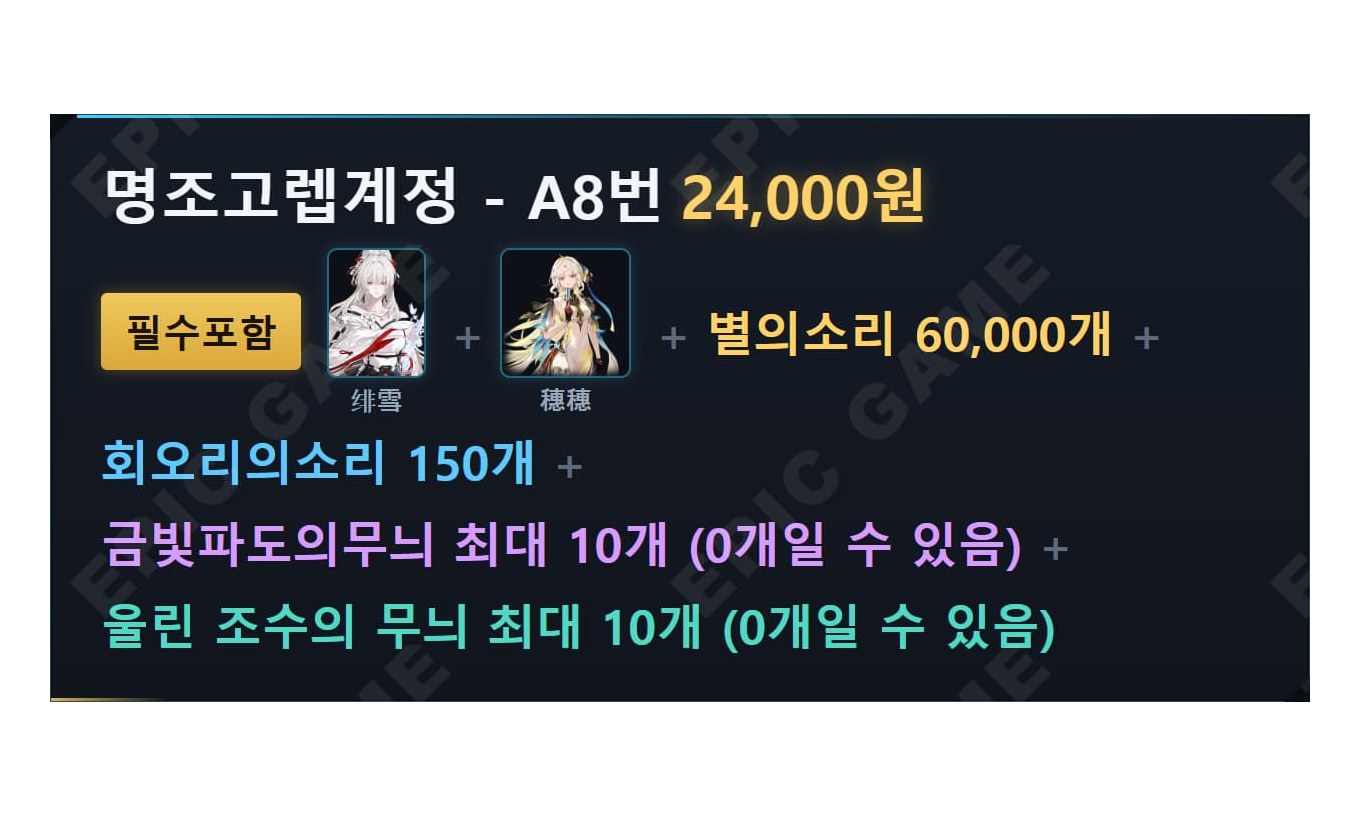 명조고렙계정 - A8번 24,000원
필수포함 + + 별의소리 60,000개 +
绯雪 穗穗
회오리의소리 150개 +
금빛파도의무늬 최대 10개 (0개일 수 있음) +
울린 조수의 무늬 최대 10개 (0개일 수 있음)
EPIC GAME